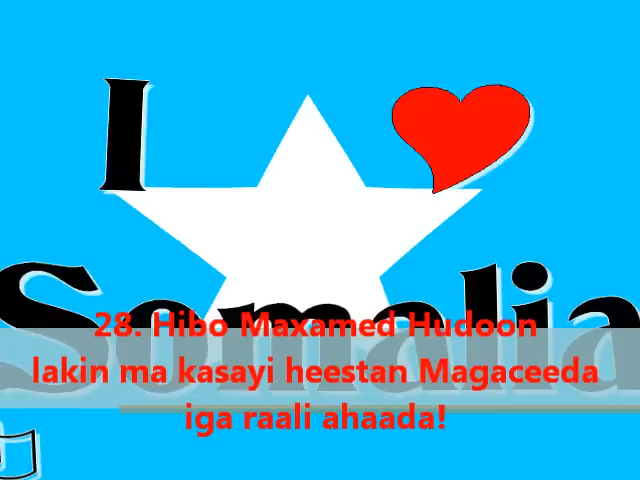 I
Somalia
28. Hibo Maxamed Hudoon
lakin ma kasayi heestan Magaceeda
iga raali ahaada!